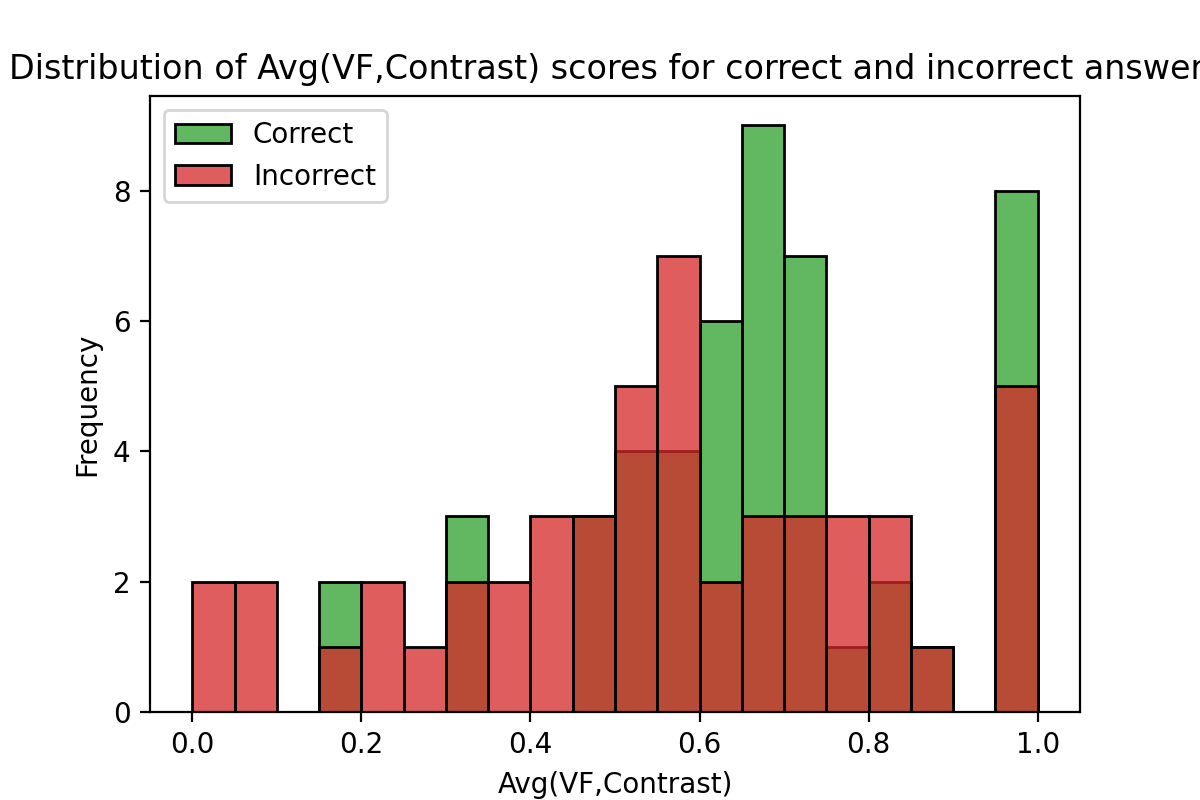 Distribution of Avg(VF,Contrast) scores for correct and incorrect answer
Correct
Incorrect
Frequency
8
6
4
2
0
0.0 0.2 0.4 0.6 0.8 1.0
Avg(VF,Contrast)